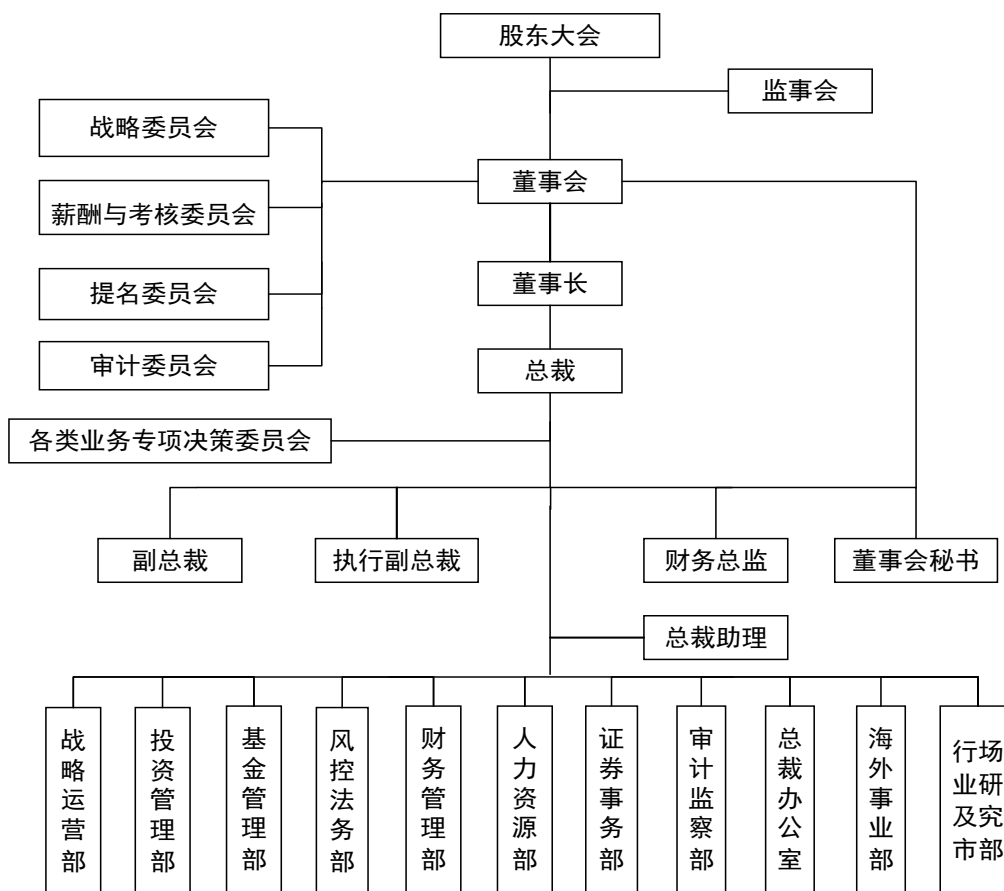 股东大会
监事会
战略委员会
董事会
薪酬与考核委员会
董事长
提名委员会
总裁
审计委员会
各类业务专项决策委员会
副总裁
执行副总裁
财务总监
董事会秘书
总裁助理
战略运营部
投资管理部
基金管理部
风控法务部
财务管理部
人力资源部
证券事务部
审计监察部
总裁办公室
海外事业部
行业及市
场研究部